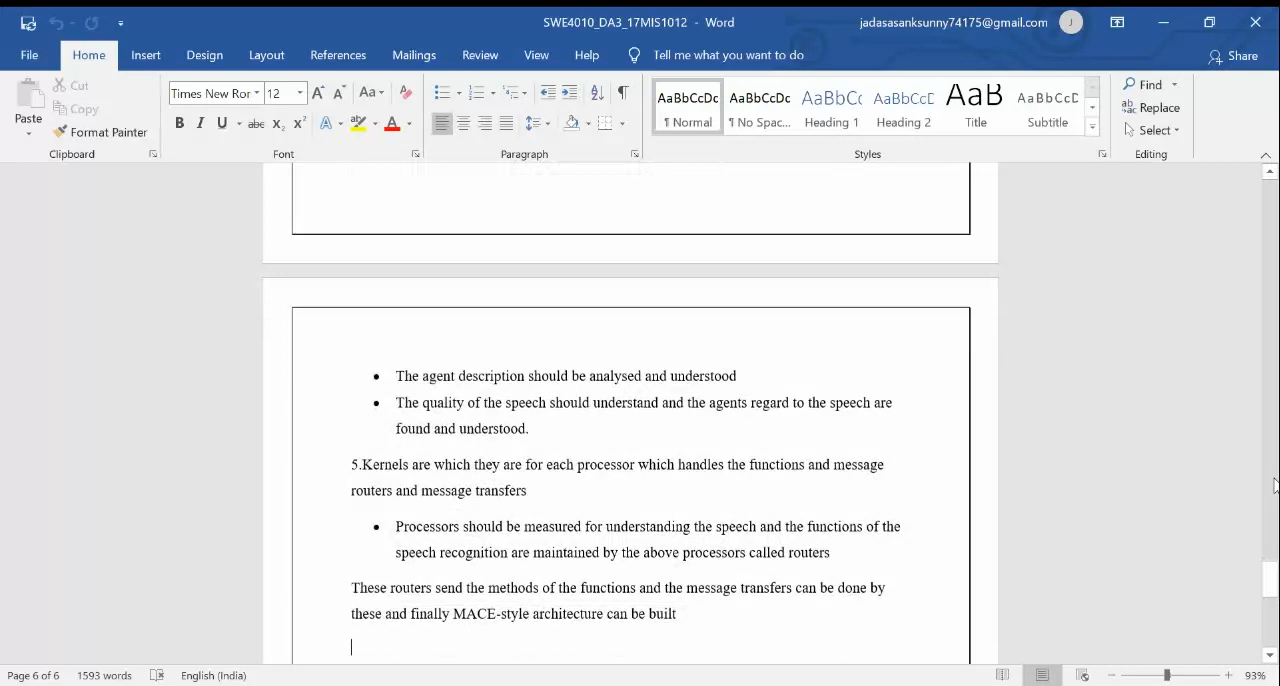 SWE4010_DA3_17MIS1012 - Word
jadasasanksunny74175@gmail.com
J
File Home Insert Design Layout References Mailings Review View Help Tell me what you want to do
Share
Paste
Cut
Copy
Format Painter
Clipboard
Times New Ror 12
A A Aa
B I U abc X₂ X² A ab A
Font
Paragraph
AaBbCcDc AaBbCcDc AaBbCc AaBbCcD AaB AaBbCcD
¶ Normal ¶ No Spac... Heading 1 Heading 2 Title Subtitle
Styles
Find
Replace
Select
Editing
• The agent description should be analysed and understood
• The quality of the speech should understand and the agents regard to the speech are
found and understood.
5.Kernels are which they are for each processor which handles the functions and message
routers and message transfers
• Processors should be measured for understanding the speech and the functions of the
speech recognition are maintained by the above processors called routers
These routers send the methods of the functions and the message transfers can be done by
these and finally MACE-style architecture can be built
Page 6 of 6 1593 words English (India) 93%